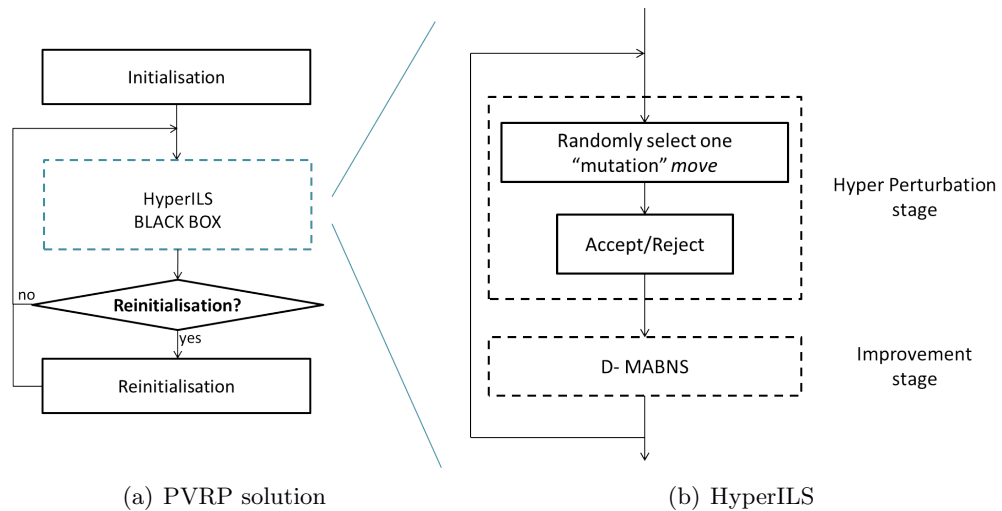 Initialisation
HyperILS
BLACK BOX
no
Reinitialisation?
yes
Reinitialisation
(a) PVRP solution
Randomly select one
“mutation” move
Accept/Reject
Hyper Perturbation
stage
D- MABNS
Improvement
stage
(b) HyperILS